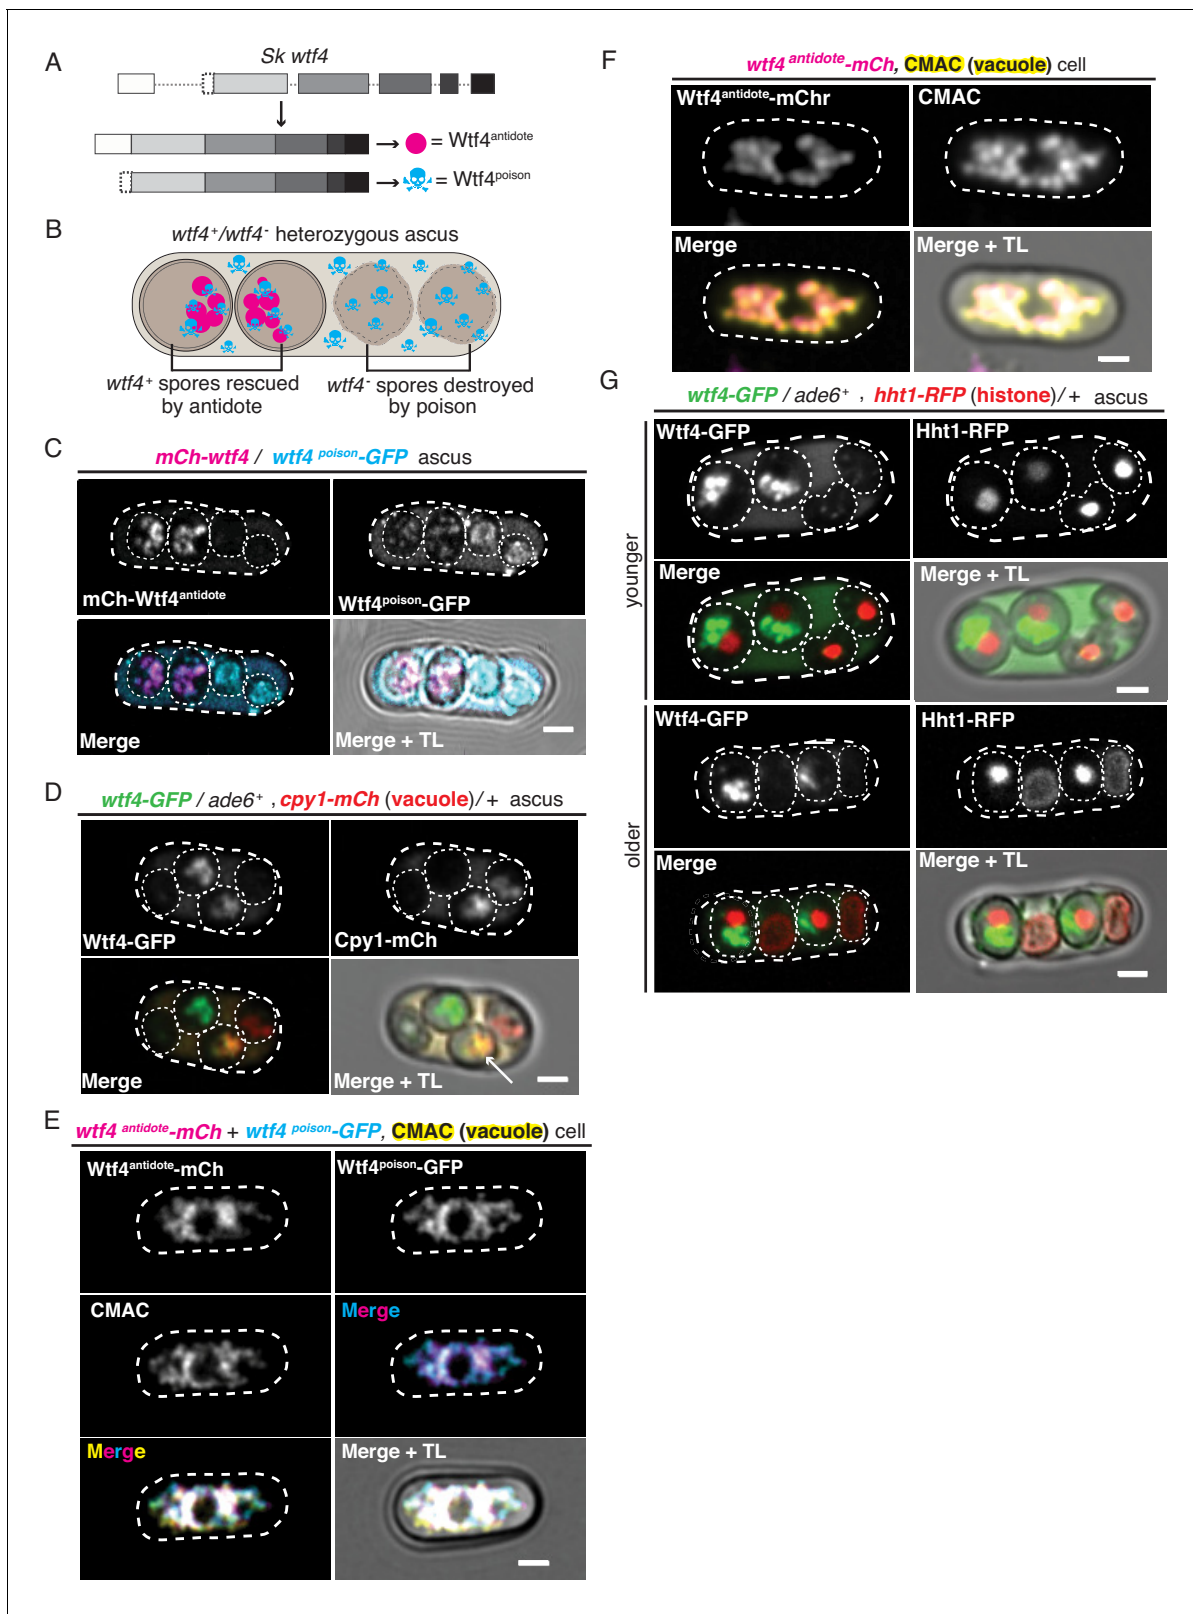 A
Sk wtf4
= Wtf4antidote
= Wtf4poison
B
wtf4+/wtf4- heterozygous ascus
wtf4+ spores rescued
by antidote
wtf4- spores destroyed
by poison
C
mCh-wtf4 / wtf4 poison-GFP ascus
mCh-Wtf4antidote
Wtf4poison-GFP
Merge
Merge + TL
D
wtf4-GFP / ade6+ , cpy1-mCh (vacuole)/+ ascus
Wtf4-GFP
Cpy1-mCh
Merge
Merge + TL
E
wtf4 antidote-mCh + wtf4 poison-GFP, CMAC (vacuole) cell
Wtf4antidote-mCh
Wtf4poison-GFP
CMAC
Merge
Merge
Merge + TL
F
wtf4 antidote-mCh, CMAC (vacuole) cell
Wtf4antidote-mChr
CMAC
Merge
Merge + TL
G
wtf4-GFP / ade6+ , hht1-RFP (histone)/ + ascus
younger
Wtf4-GFP
Hht1-RFP
Merge
Merge + TL
older
Wtf4-GFP
Hht1-RFP
Merge
Merge + TL